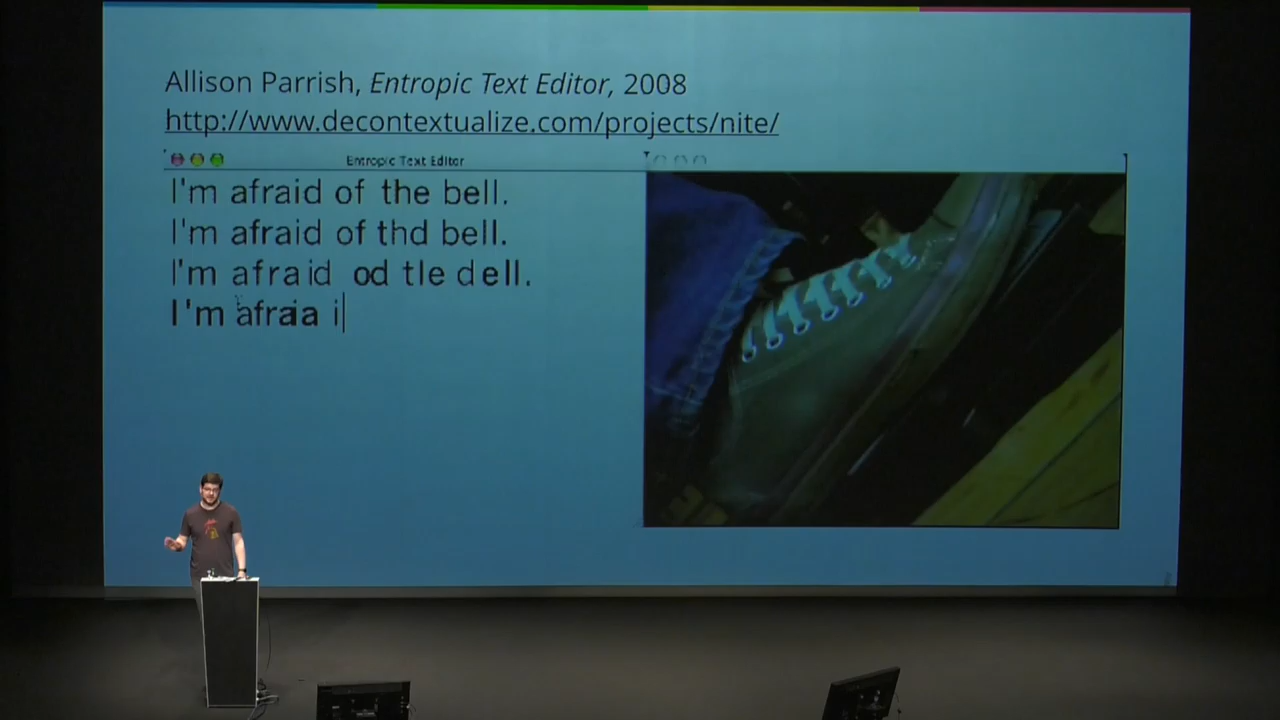 Allison Parrish, Entropic Text Editor, 2008
http://www.decontextualize.com/projects/nite/
Entropic Text Editor
I'm afraid of the bell.
I'm afraid of thd bell.
I'm afraid od tle dell.
I'm afraa i